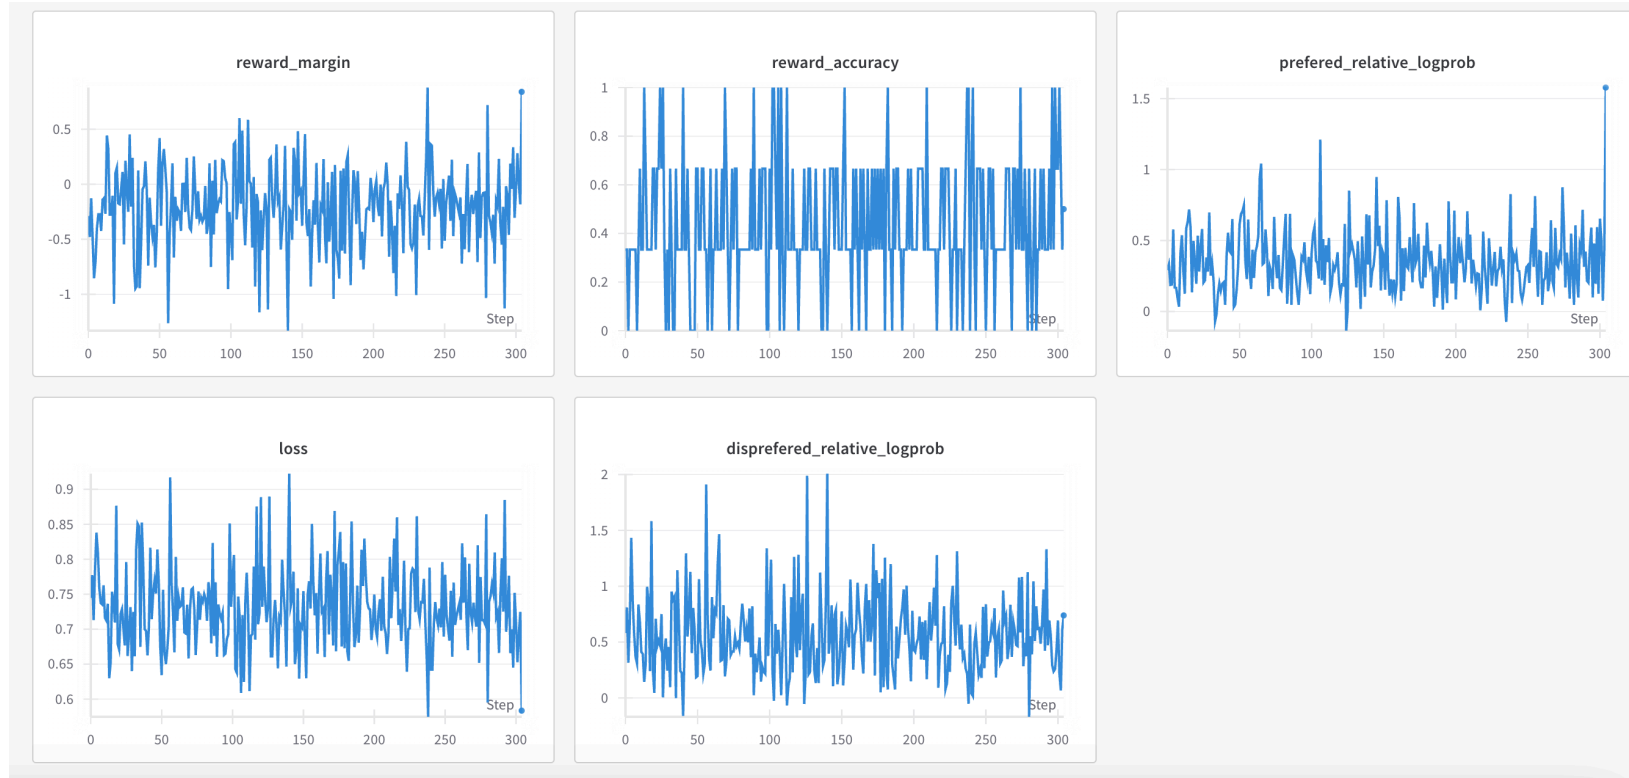 reward_margin
0.5
0
-0.5
-1
Step
0 50 100 150 200 250 300
reward_accuracy
1
0.8
0.6
0.4
0.2
0
Step
0 50 100 150 200 250 300
prefered_relative_logprob
1.5
1
0.5
0
Step
0 50 100 150 200 250 300
loss
0.9
0.85
0.8
0.75
0.7
0.65
0.6
Step
0 50 100 150 200 250 300
disprefered_relative_logprob
2
1.5
1
0.5
0
Step
0 50 100 150 200 250 300